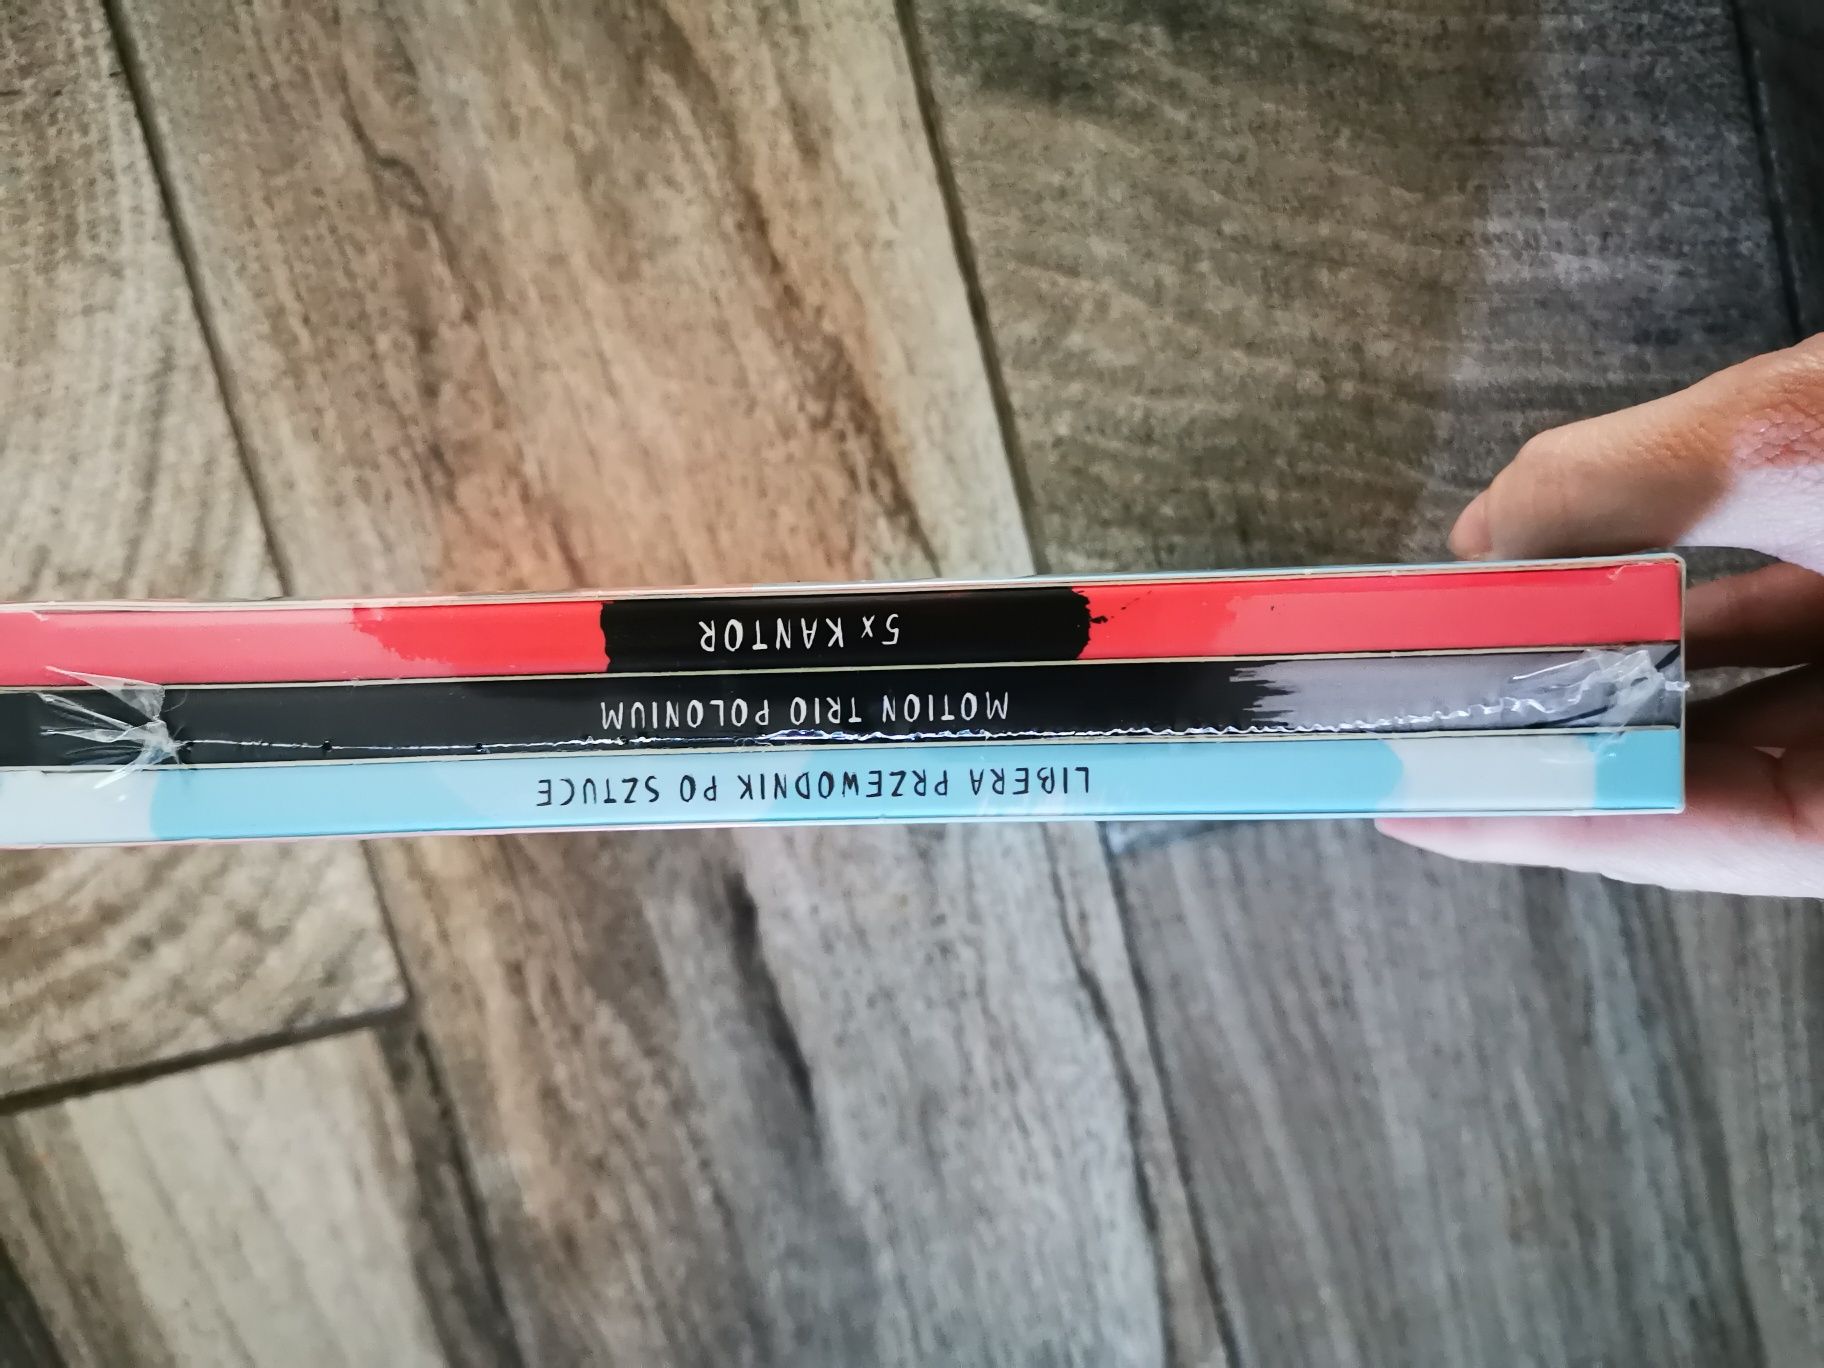 5x KANTOR
MOTION TRIO POLONIUM
LIBERA PRZEWODNIK PO SZTUCE